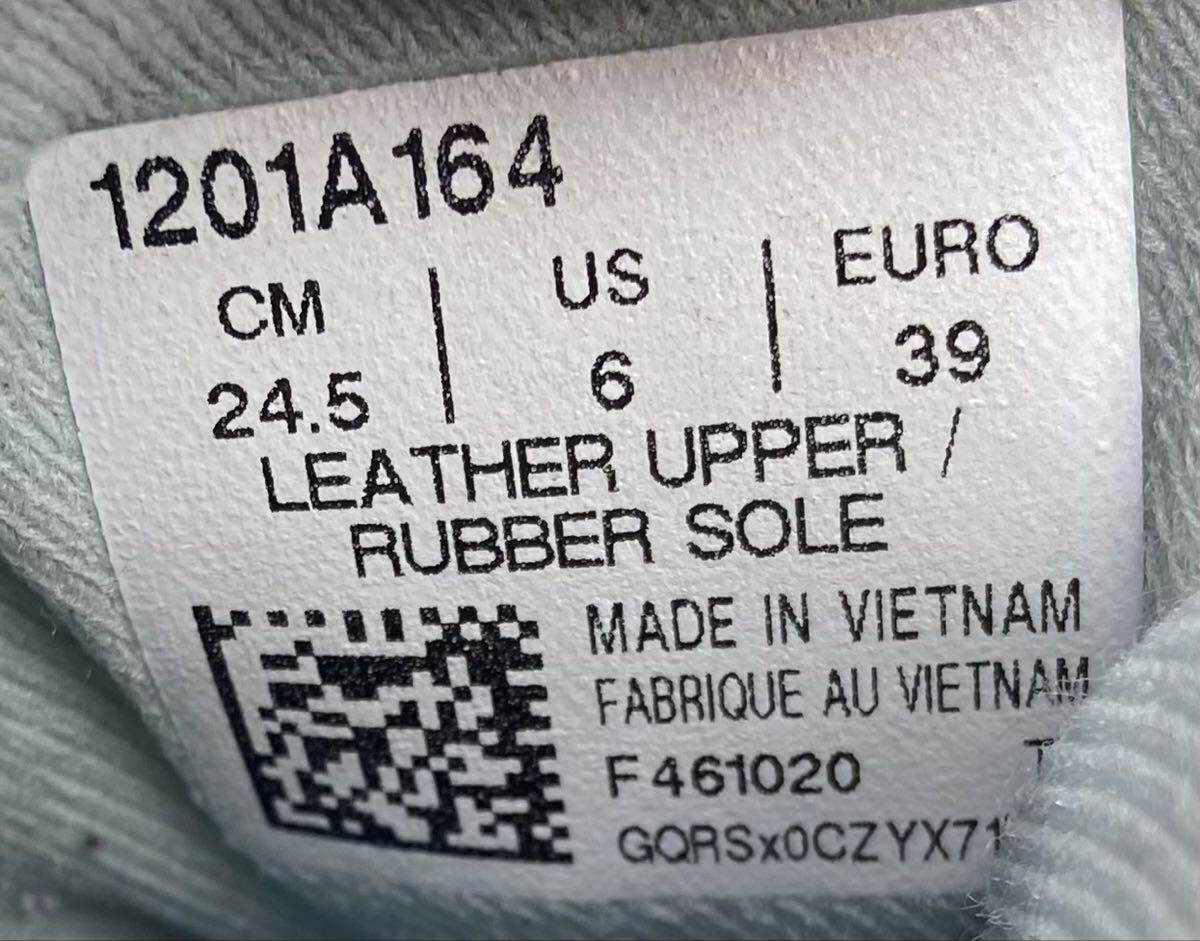 1201A164
CM | US | EURO
24.5 | 6 | 39
LEATHER UPPER /
RUBBER SOLE
MADE IN VIETNAM
FABRIQUE AU VIETNAM
F461020
GQRSx0CZYX71